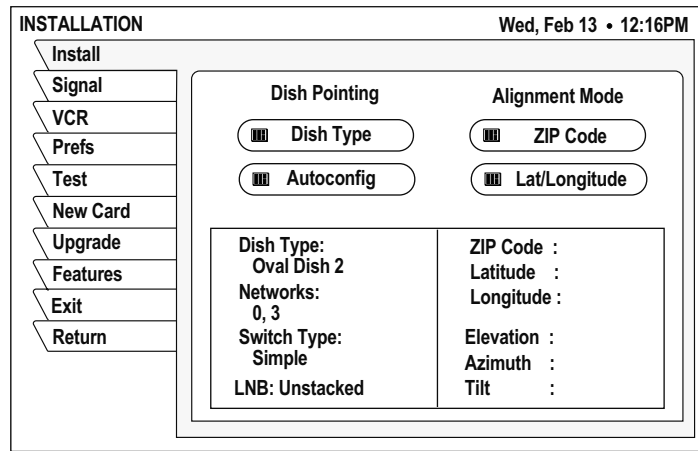 INSTALLATION
Wed, Feb 13 • 12:16PM
Install
Signal
VCR
Prefs
Test
New Card
Upgrade
Features
Exit
Return
Dish Pointing
Dish Type
Autoconfig
Alignment Mode
ZIP Code
Lat/Longitude
Dish Type:
Oval Dish 2
Networks:
0, 3
Switch Type:
Simple
LNB: Unstacked
ZIP Code :
Latitude :
Longitude :
Elevation :
Azimuth :
Tilt :